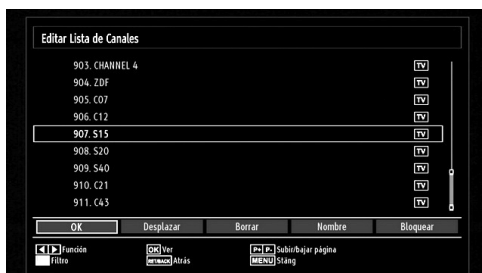 Editar Lista de Canales
903. CHANNEL 4 TV
904. ZDF TV
905. C07 TV
906. C12 TV
907. S15 TV
908. S20 TV
909. S40 TV
910. C21 TV
911. C43 TV
OK Desplazar Borrar Nombre Bloquear
Función OK Ver P+ P- Subir/bajar página
Filtro RET/BACK Atrás MENU Stäng